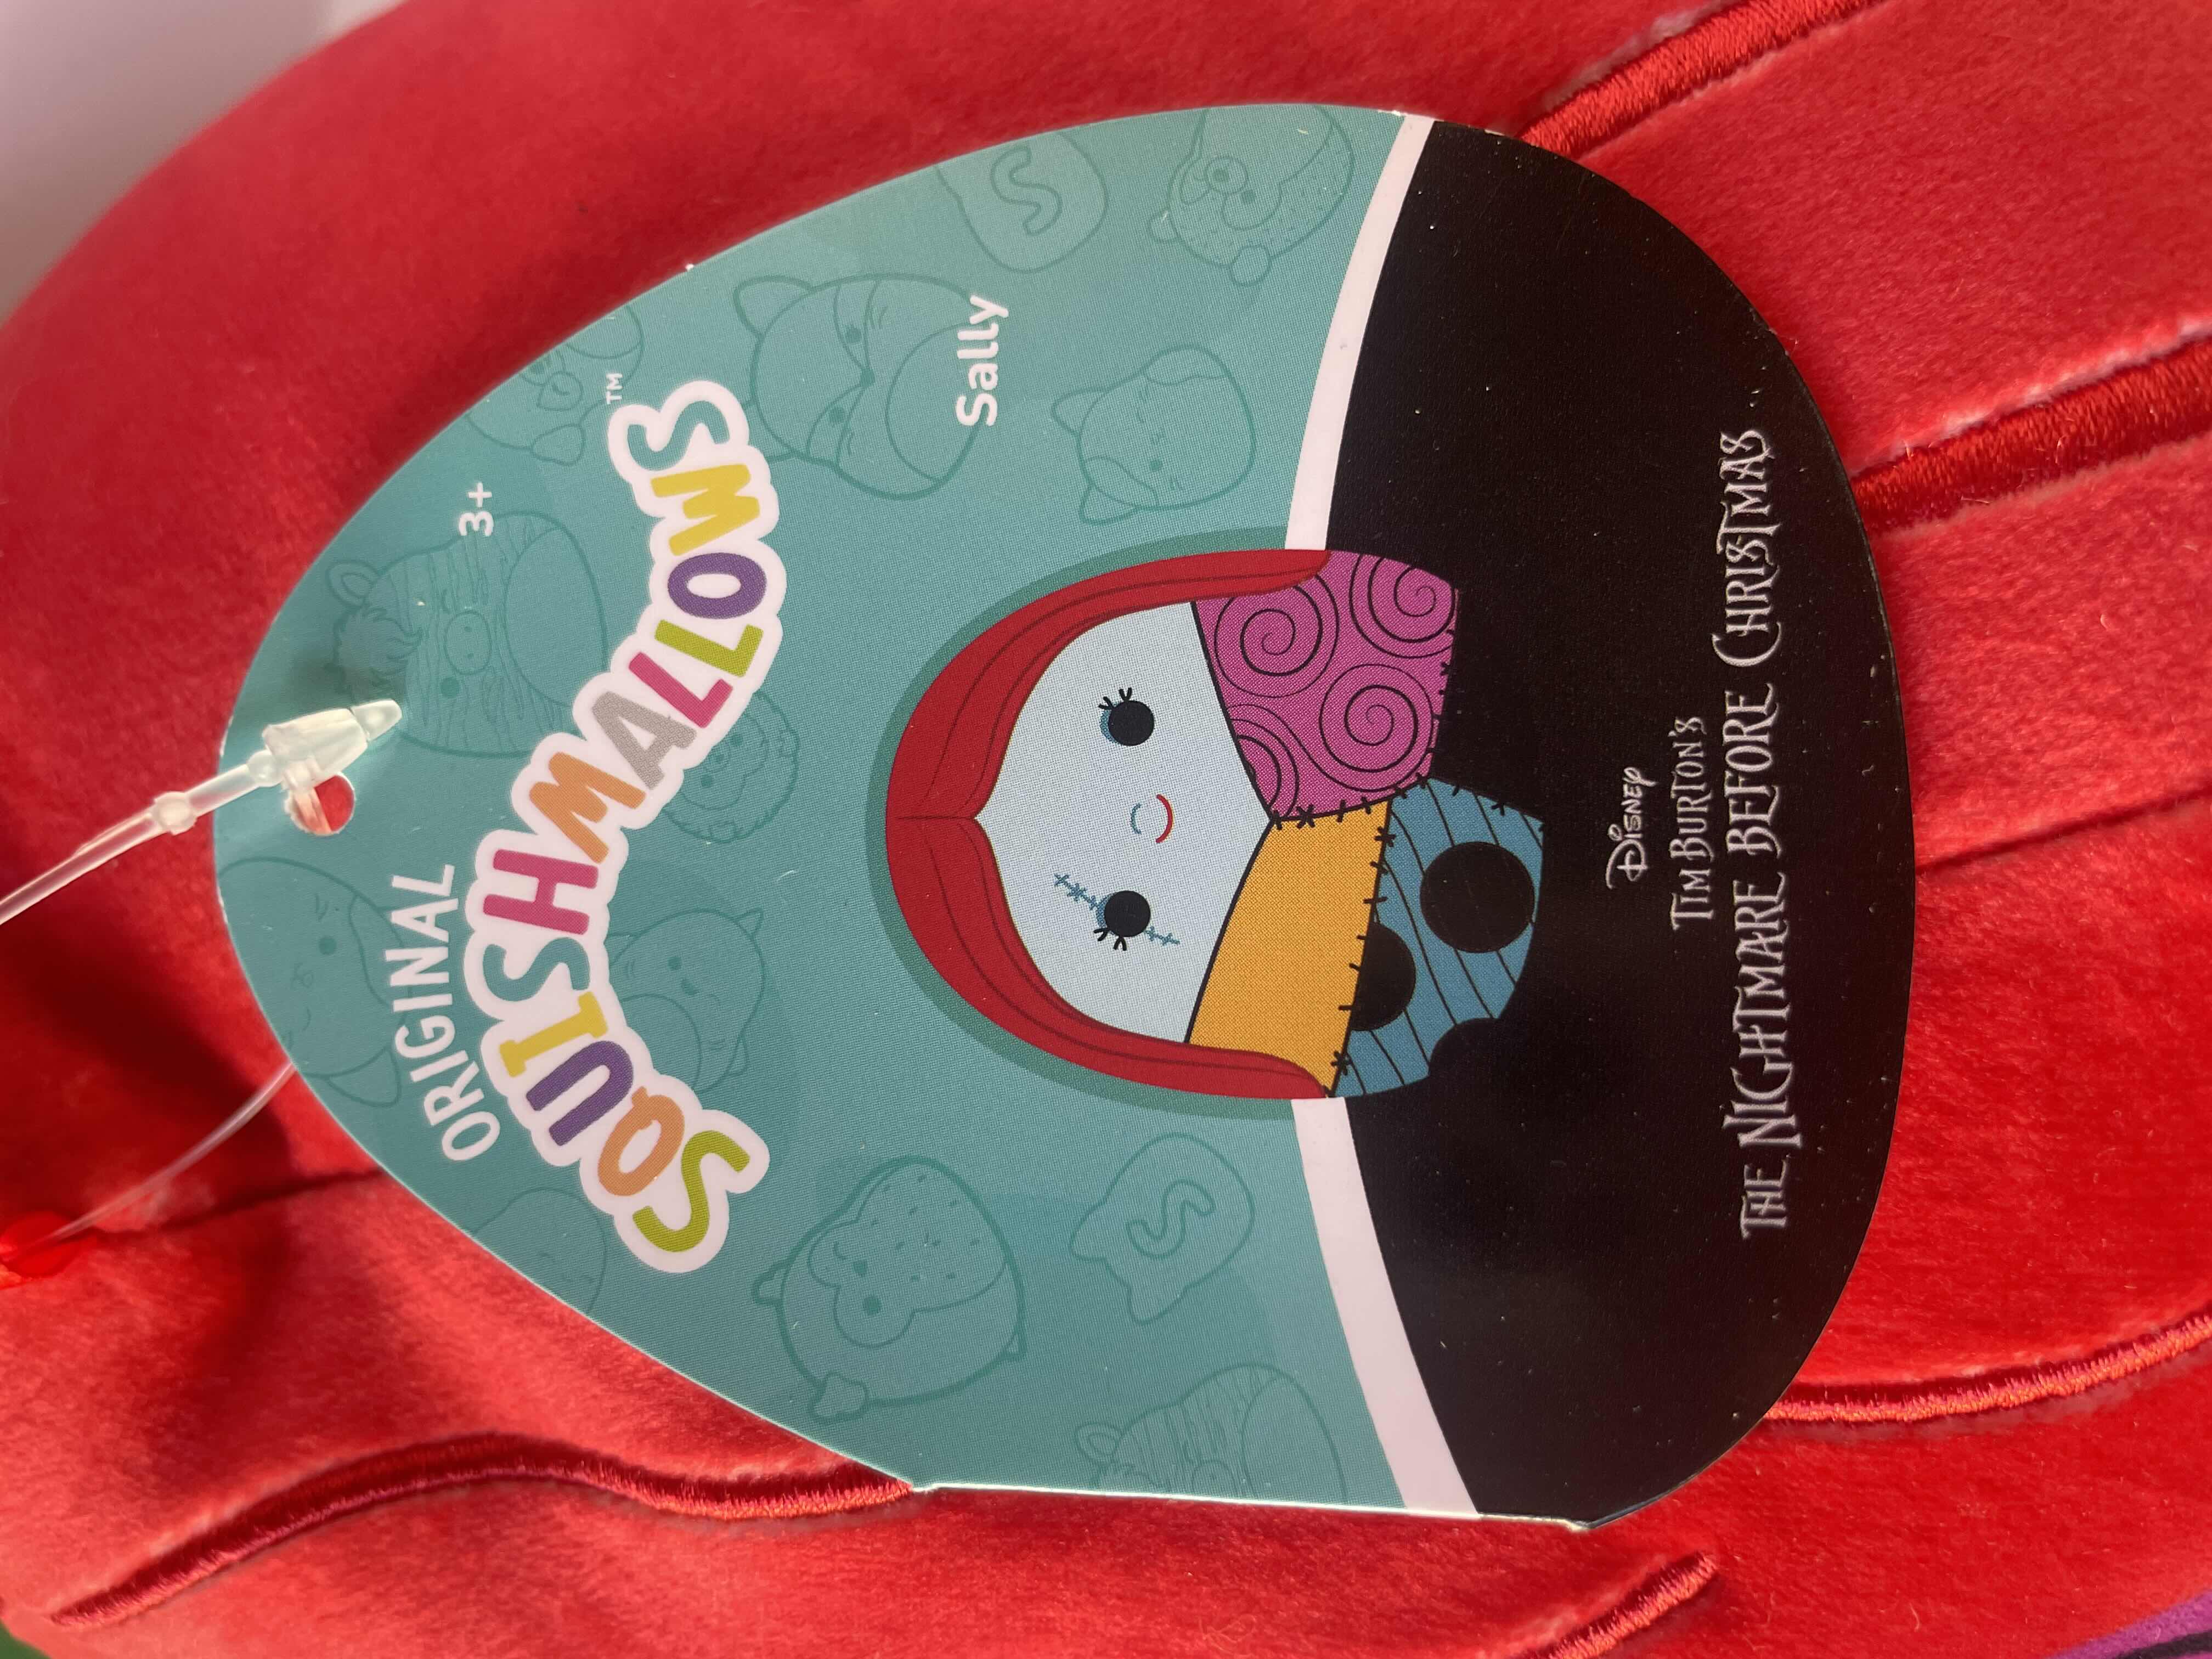 ORIGINAL
3+
SQUISHMALLOWS™
Sally
S
S
Disney
TIM BURTON'S
THE NIGHTMARE BEFORE CHRISTMAS